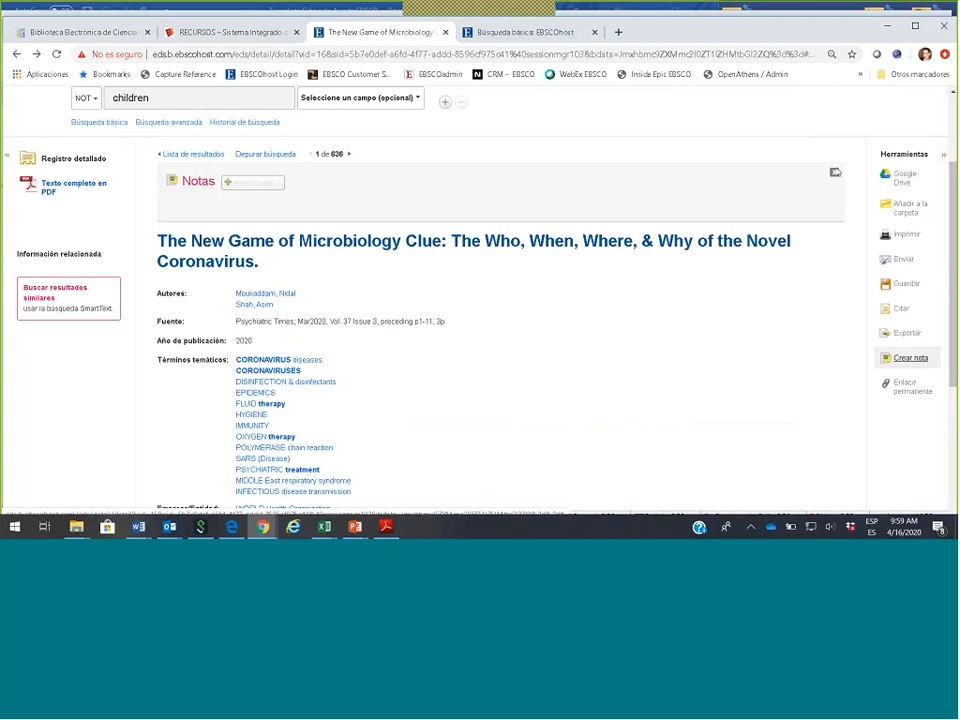 Biblioteca Electrónica de Ciencia
RECURSOS – Sistema Integrado d
The New Game of Microbiology
Búsqueda básica: EBSCOhost
No es seguro
Aplicaciones
Bookmarks
Capture Reference
EBSCOhost Login
EBSCO Customer S...
EBSCOadmin
CRM - EBSCO
WebEx EBSCO
Inside Epic EBSCO
OpenAthens / Admin
»
Otros marcadores
NOT
children
Seleccione un campo (opcional)
Búsqueda básica
Búsqueda avanzada
Historial de búsqueda
Registro detallado
Texto completo en
PDF
Información relacionada
Buscar resultados
similares
usar la búsqueda SmartText.
Lista de resultados
Depurar búsqueda
1 de 636
Notas
The New Game of Microbiology Clue: The Who, When, Where, & Why of the Novel
Coronavirus.
Autores:
Moukaddam, Nidal
Shah, Asim
Fuente:
Psychiatric Times; Mar2020, Vol. 37 Issue 3, preceding p1-11, 3p
Año de publicación:
2020
Términos temáticos:
CORONAVIRUS diseases
CORONAVIRUSES
DISINFECTION & disinfectants
EPIDEMICS
FLUID therapy
HYGIENE
IMMUNITY
OXYGEN therapy
POLYMERASE chain reaction
SARS (Disease)
PSYCHIATRIC treatment
MIDDLE East respiratory syndrome
INFECTIOUS disease transmission
Herramientas
Google
Drive
Añadir a la
carpeta
Imprimir
Enviar
Guardar
Citar
Exportar
Crear nota
Enlace
permanente
ESP
ES
9:59 AM
4/16/2020